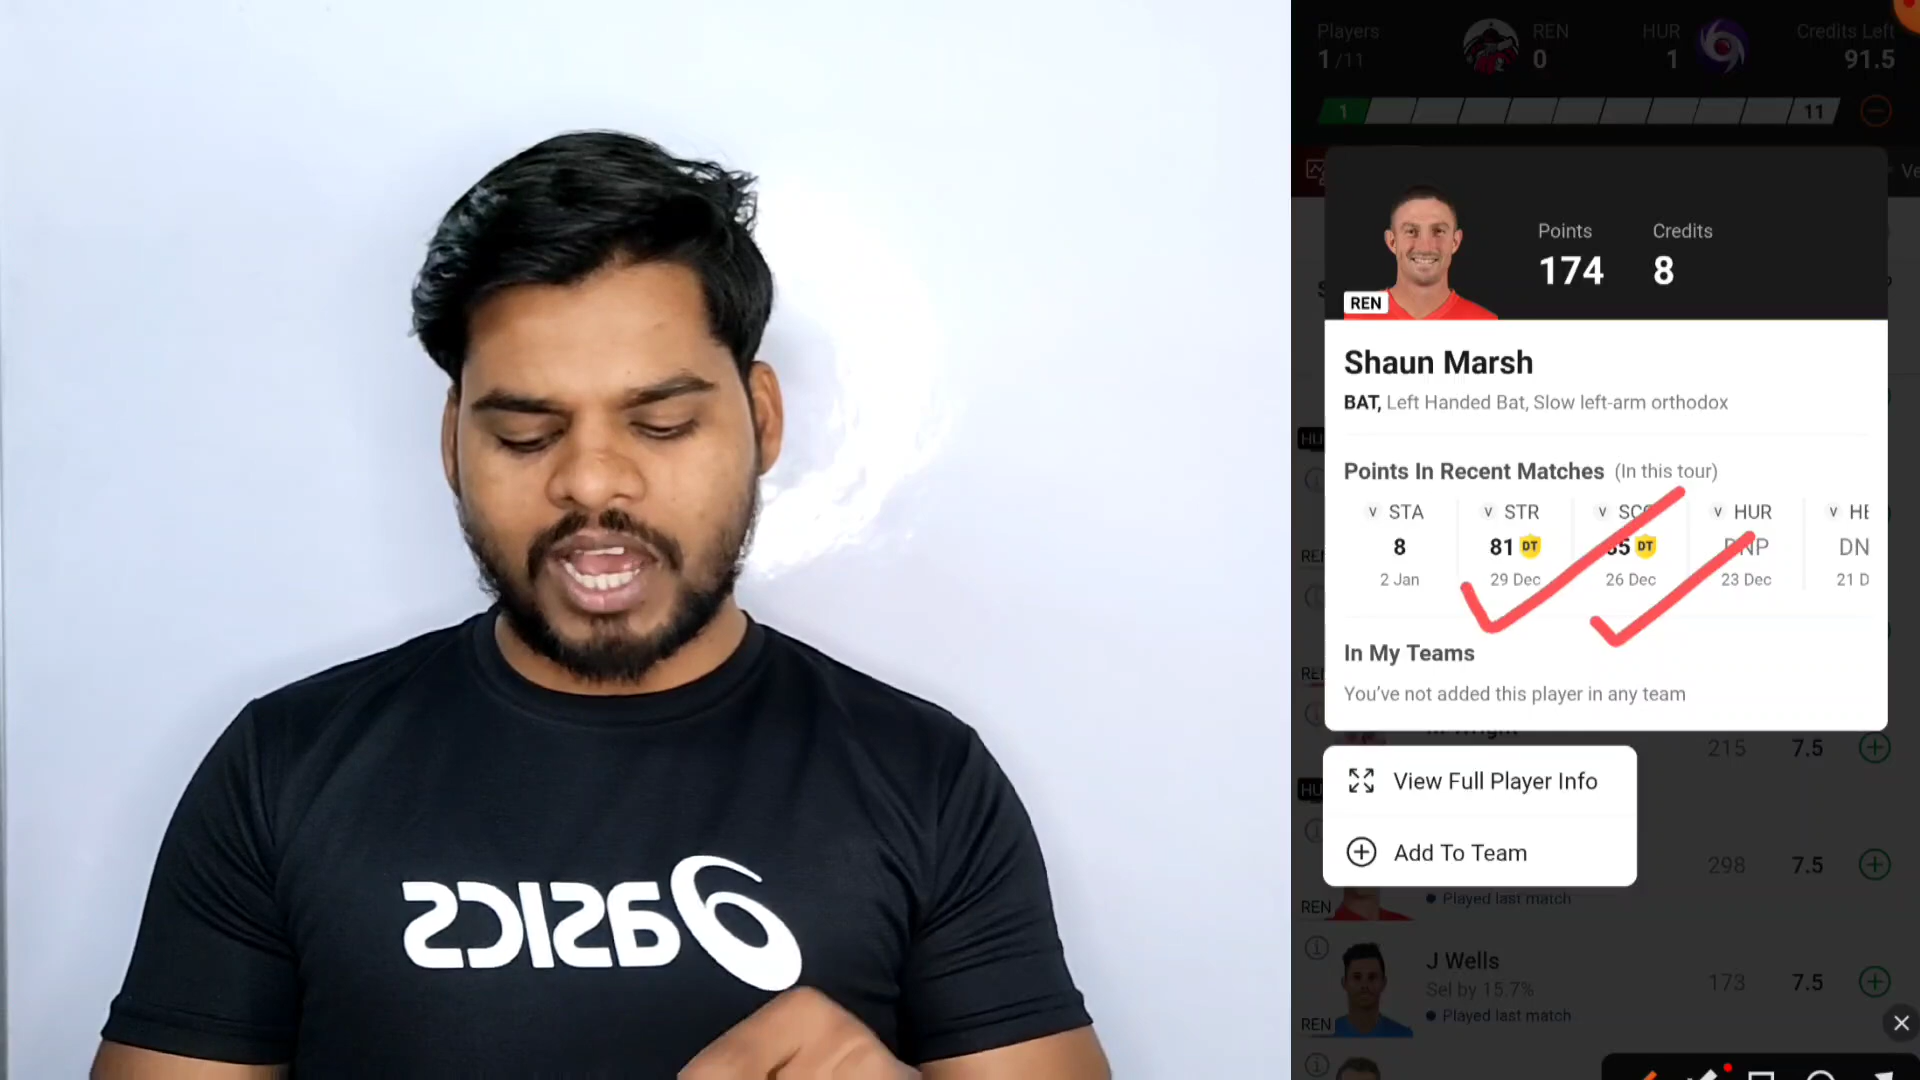 Players
REN
HUR
Credits Left
1/11
0
1
91.5
1
11
Points
Credits
174
8
REN
Shaun Marsh
BAT, Left Handed Bat, Slow left-arm orthodox
Points In Recent Matches (In this tour)
v STA
v STR
v SCO
v HUR
v HE
8
81 DT
85 DT
DNP
DN
2 Jan
29 Dec
26 Dec
23 Dec
21 D
In My Teams
You've not added this player in any team
215
7.5
View Full Player Info
Add To Team
298
7.5
REN
Played last match
J Wells
Sel by 15.7%
173
7.5
REN
Played last match
asics